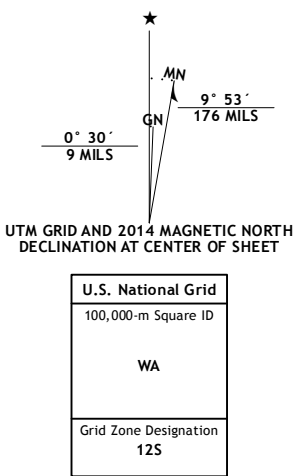 ★
MN
9° 53´
176 MILS
GN
0° 30´
9 MILS
UTM GRID AND 2014 MAGNETIC NORTH
DECLINATION AT CENTER OF SHEET
U.S. National Grid
100,000-m Square ID
WA
Grid Zone Designation
12S